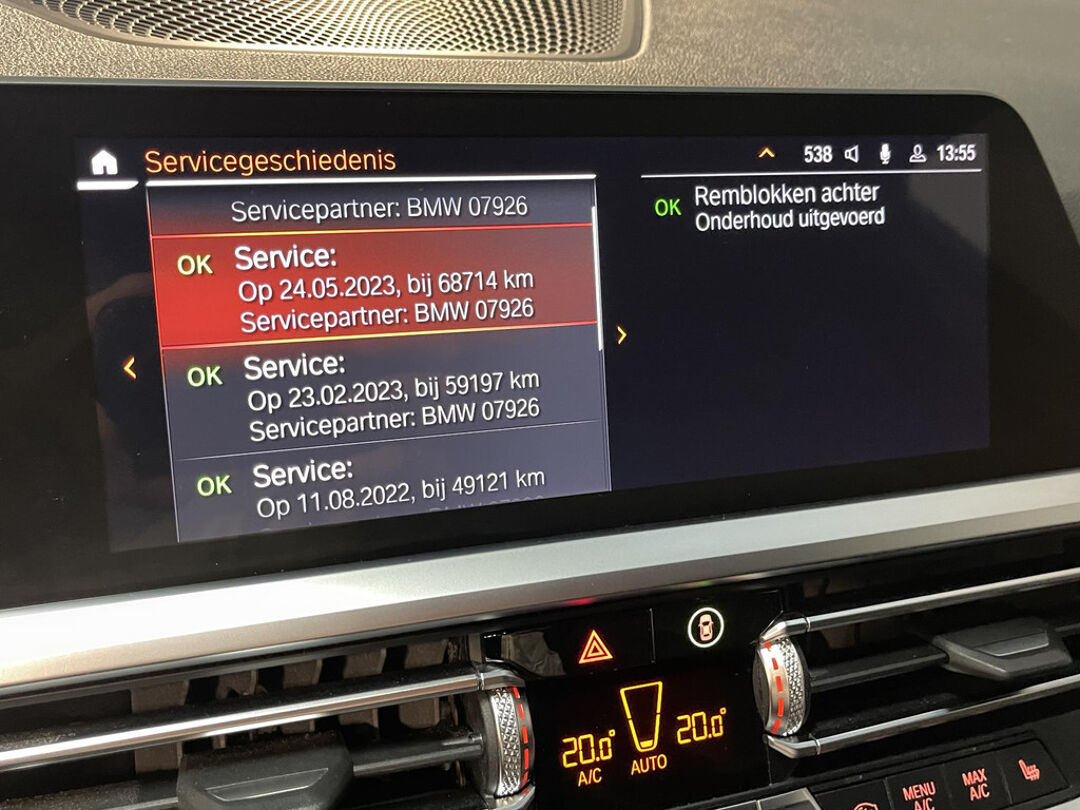 Servicegeschiedenis
538
13:55
Servicepartner: BMW 07926
OK
Service:
Op 24.05.2023, bij 68714 km
Servicepartner: BMW 07926
OK
Service:
Op 23.02.2023, bij 59197 km
Servicepartner: BMW 07926
OK
Service:
Op 11.08.2022, bij 49121 km
OK
Remblokken achter
Onderhoud uitgevoerd
20.0°
A/C
AUTO
20.0°
MENU
A/C
MAX
A/C